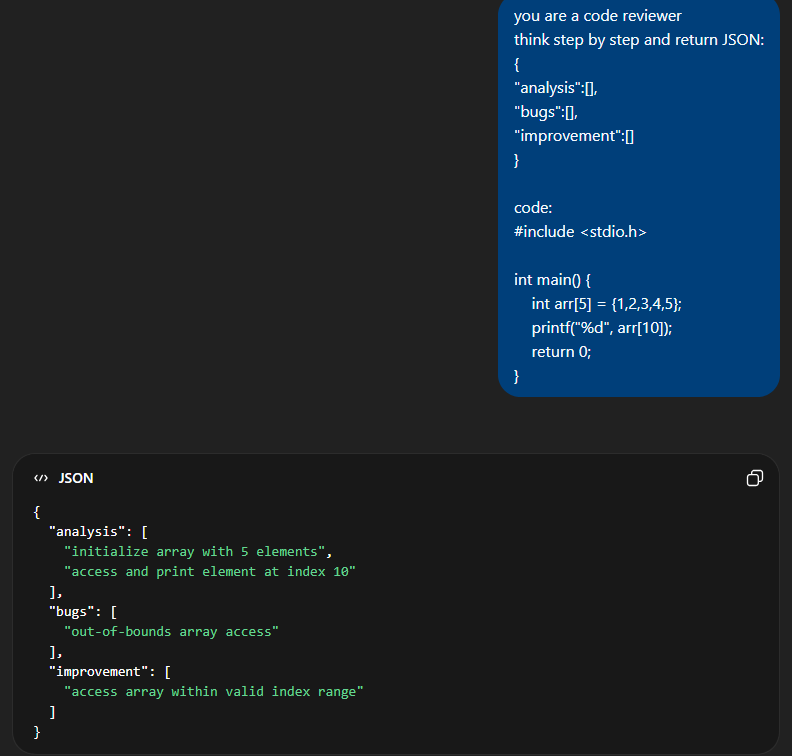 you are a code reviewer
think step by step and return JSON:
{
"analysis":[],
"bugs":[],
"improvement":[]
}
code:
#include <stdio.h>
int main() {
    int arr[5] = {1,2,3,4,5};
    printf("%d", arr[10]);
    return 0;
}
JSON
{
  "analysis": [
    "initialize array with 5 elements",
    "access and print element at index 10"
  ],
  "bugs": [
    "out-of-bounds array access"
  ],
  "improvement": [
    "access array within valid index range"
  ]
}